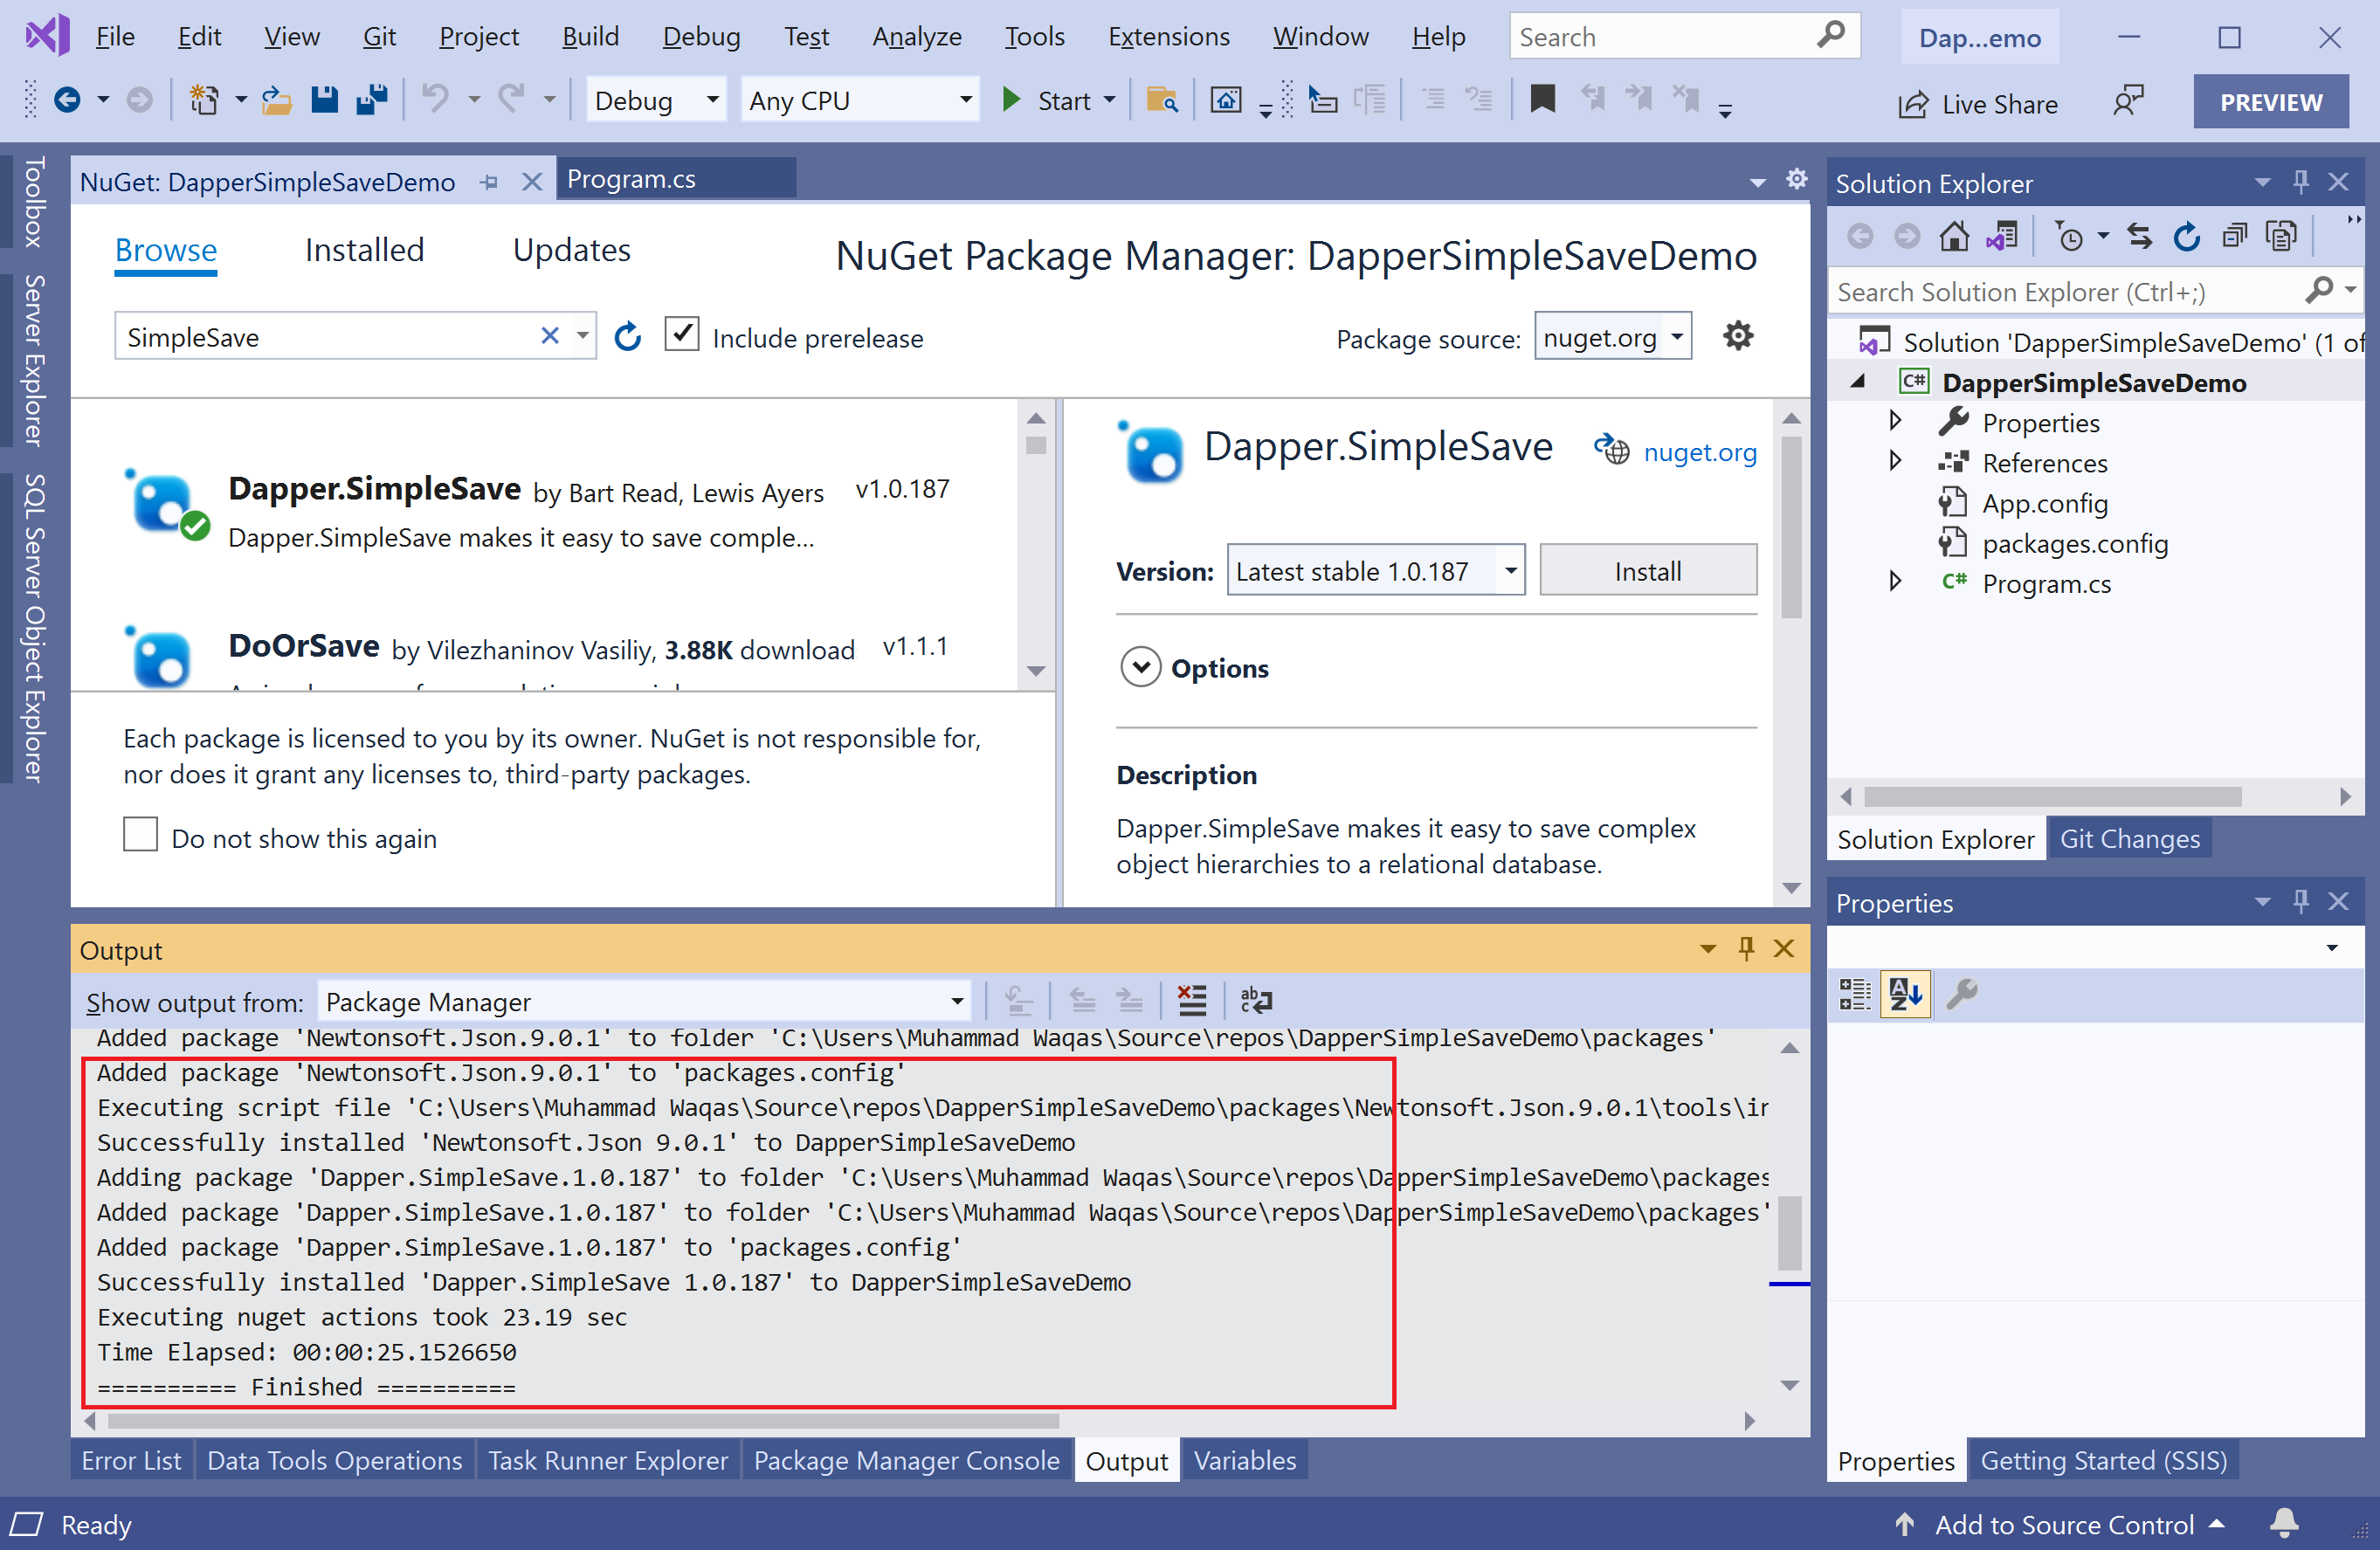 File Edit View Git Project Build Debug Test Analyze Tools Extensions Window Help Search Dap...emo
Debug Any CPU Start Live Share PREVIEW
Toolbox
Server Explorer
SQL Server Object Explorer
NuGet: DapperSimpleSaveDemo Program.cs
Browse Installed Updates NuGet Package Manager: DapperSimpleSaveDemo
SimpleSave Include prerelease Package source: nuget.org
Dapper.SimpleSave by Bart Read, Lewis Ayers v1.0.187
Dapper.SimpleSave makes it easy to save comple...
DoOrSave by Vilezhaninov Vasiliy, 3.88K download v1.1.1
Each package is licensed to you by its owner. NuGet is not responsible for,
nor does it grant any licenses to, third-party packages.
Do not show this again
Dapper.SimpleSave nuget.org
Version: Latest stable 1.0.187 Install
Options
Description
Dapper.SimpleSave makes it easy to save complex
object hierarchies to a relational database.
Output
Show output from: Package Manager
Added package 'Newtonsoft.Json.9.0.1' to folder 'C:\Users\Muhammad Waqas\Source\repos\DapperSimpleSaveDemo\packages'
Added package 'Newtonsoft.Json.9.0.1' to 'packages.config'
Executing script file 'C:\Users\Muhammad Waqas\Source\repos\DapperSimpleSaveDemo\packages\Newtonsoft.Json.9.0.1\tools\in
Successfully installed 'Newtonsoft.Json 9.0.1' to DapperSimpleSaveDemo
Adding package 'Dapper.SimpleSave.1.0.187' to folder 'C:\Users\Muhammad Waqas\Source\repos\DapperSimpleSaveDemo\packages
Added package 'Dapper.SimpleSave.1.0.187' to folder 'C:\Users\Muhammad Waqas\Source\repos\DapperSimpleSaveDemo\packages'
Added package 'Dapper.SimpleSave.1.0.187' to 'packages.config'
Successfully installed 'Dapper.SimpleSave 1.0.187' to DapperSimpleSaveDemo
Executing nuget actions took 23.19 sec
Time Elapsed: 00:00:25.1526650
========== Finished ==========
Error List Data Tools Operations Task Runner Explorer Package Manager Console Output Variables
Solution Explorer
Search Solution Explorer (Ctrl+;)
Solution 'DapperSimpleSaveDemo' (1 of
C# DapperSimpleSaveDemo
Properties
References
App.config
packages.config
C# Program.cs
Solution Explorer Git Changes
Properties
Properties Getting Started (SSIS)
Ready Add to Source Control